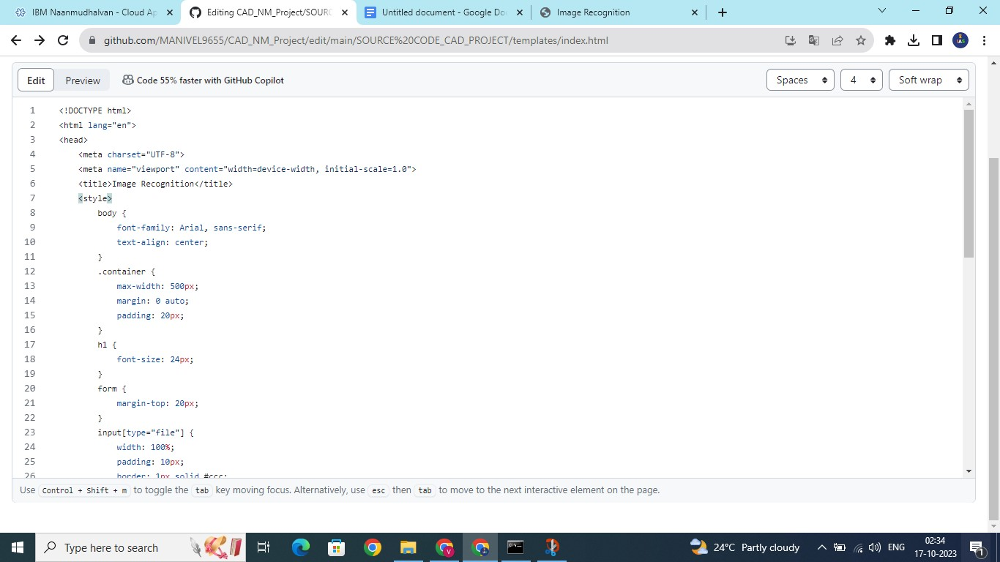 IBM Naanmudhalvan - Cloud Ap
Editing CAD_NM_Project/SOURC
Untitled document - Google Do
Image Recognition
github.com/MANIVEL9655/CAD_NM_Project/edit/main/SOURCE%20CODE_CAD_PROJECT/templates/index.html
Edit Preview Code 55% faster with GitHub Copilot Spaces 4 Soft wrap
1 <!DOCTYPE html>
2 <html lang="en">
3 <head>
4 <meta charset="UTF-8">
5 <meta name="viewport" content="width=device-width, initial-scale=1.0">
6 <title>Image Recognition</title>
7 <style>
8 body {
9 font-family: Arial, sans-serif;
10 text-align: center;
11 }
12 .container {
13 max-width: 500px;
14 margin: 0 auto;
15 padding: 20px;
16 }
17 h1 {
18 font-size: 24px;
19 }
20 form {
21 margin-top: 20px;
22 }
23 input[type="file"] {
24 width: 100%;
25 padding: 10px;
26 border: 1px solid #ccc;
Use Control + Shift + m to toggle the tab key moving focus. Alternatively, use esc then tab to move to the next interactive element on the page.
Type here to search
24°C Partly cloudy
ENG
02:34
17-10-2023
1